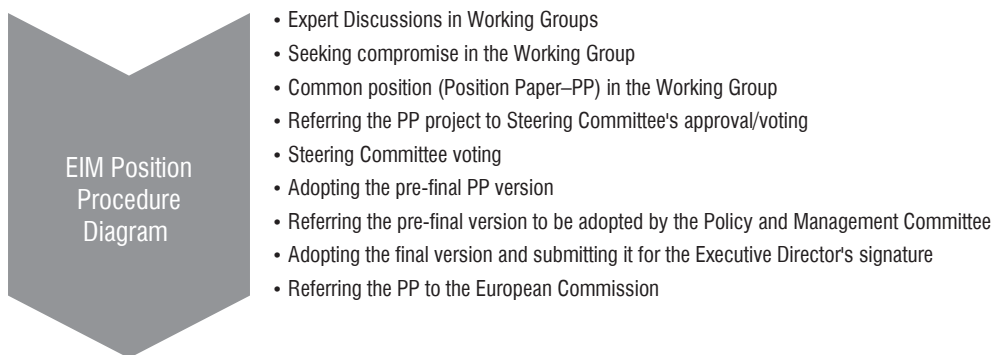 EIM Position
Procedure
Diagram
• Expert Discussions in Working Groups
• Seeking compromise in the Working Group
• Common position (Position Paper–PP) in the Working Group
• Referring the PP project to Steering Committee's approval/voting
• Steering Committee voting
• Adopting the pre-final PP version
• Referring the pre-final version to be adopted by the Policy and Management Committee
• Adopting the final version and submitting it for the Executive Director's signature
• Referring the PP to the European Commission